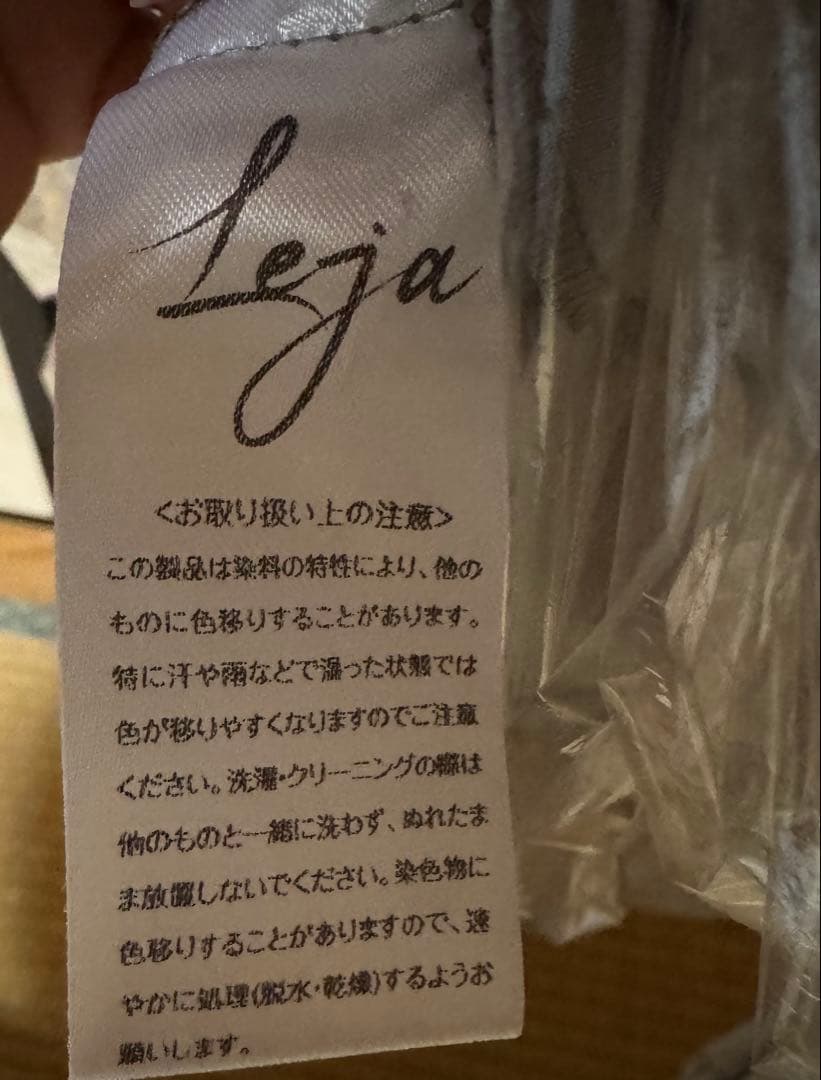 Leja
<お取り扱い上の注意>
この製品は染料の特性により、他の
ものに色移りすることがあります。
特に汗や雨などで湿った状態では
色が移りやすくなりますのでご注意
ください。洗濯・クリーニングの際は
他のものと一緒に洗わず、ぬれたま
ま放置しないでください。染色物に
色移りすることがありますので、速
やかに処理(脱水・乾燥)するようお
願いします。